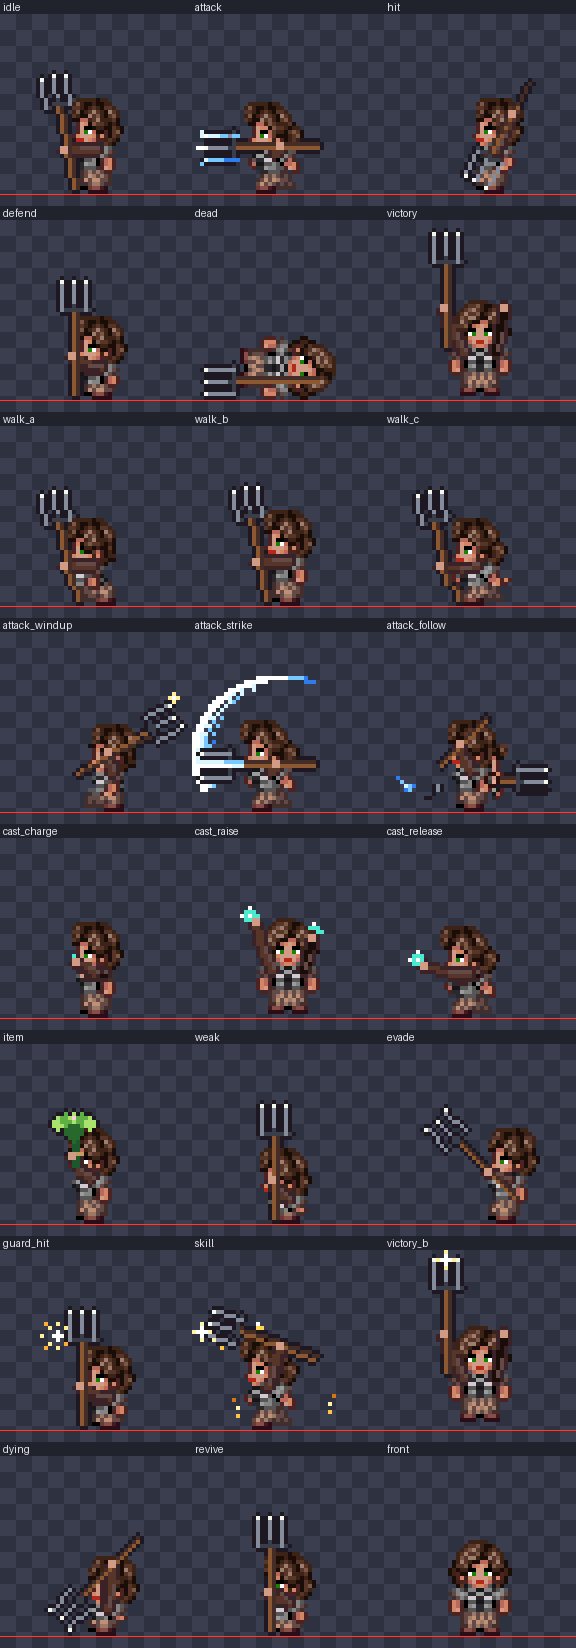 idle attack hit
defend dead victory
walk_a walk_b walk_c
attack_windup attack_strike attack_follow
cast_charge cast_raise cast_release
item weak evade
guard_hit skill victory_b
dying revive front